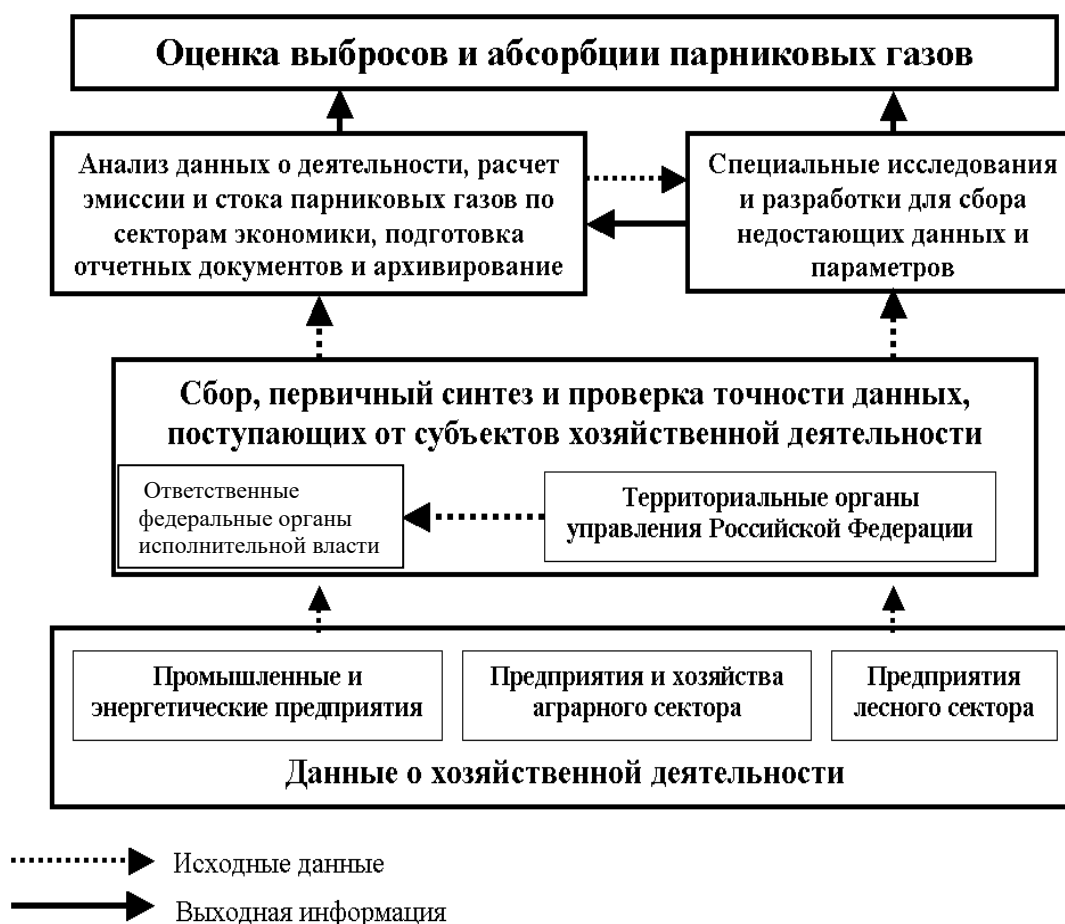 Оценка выбросов и абсорбции парниковых газов
Анализ данных о деятельности, расчет
эмиссии и стока парниковых газов по
секторам экономики, подготовка
отчетных документов и архивирование
Специальные исследования
и разработки для сбора
недостающих данных и
параметров
Сбор, первичный синтез и проверка точности данных,
поступающих от субъектов хозяйственной деятельности
Ответственные
федеральные органы
исполнительной власти
Территориальные органы
управления Российской Федерации
Промышленные и
энергетические предприятия
Предприятия и хозяйства
аграрного сектора
Предприятия
лесного сектора
Данные о хозяйственной деятельности
Исходные данные
Выходная информация